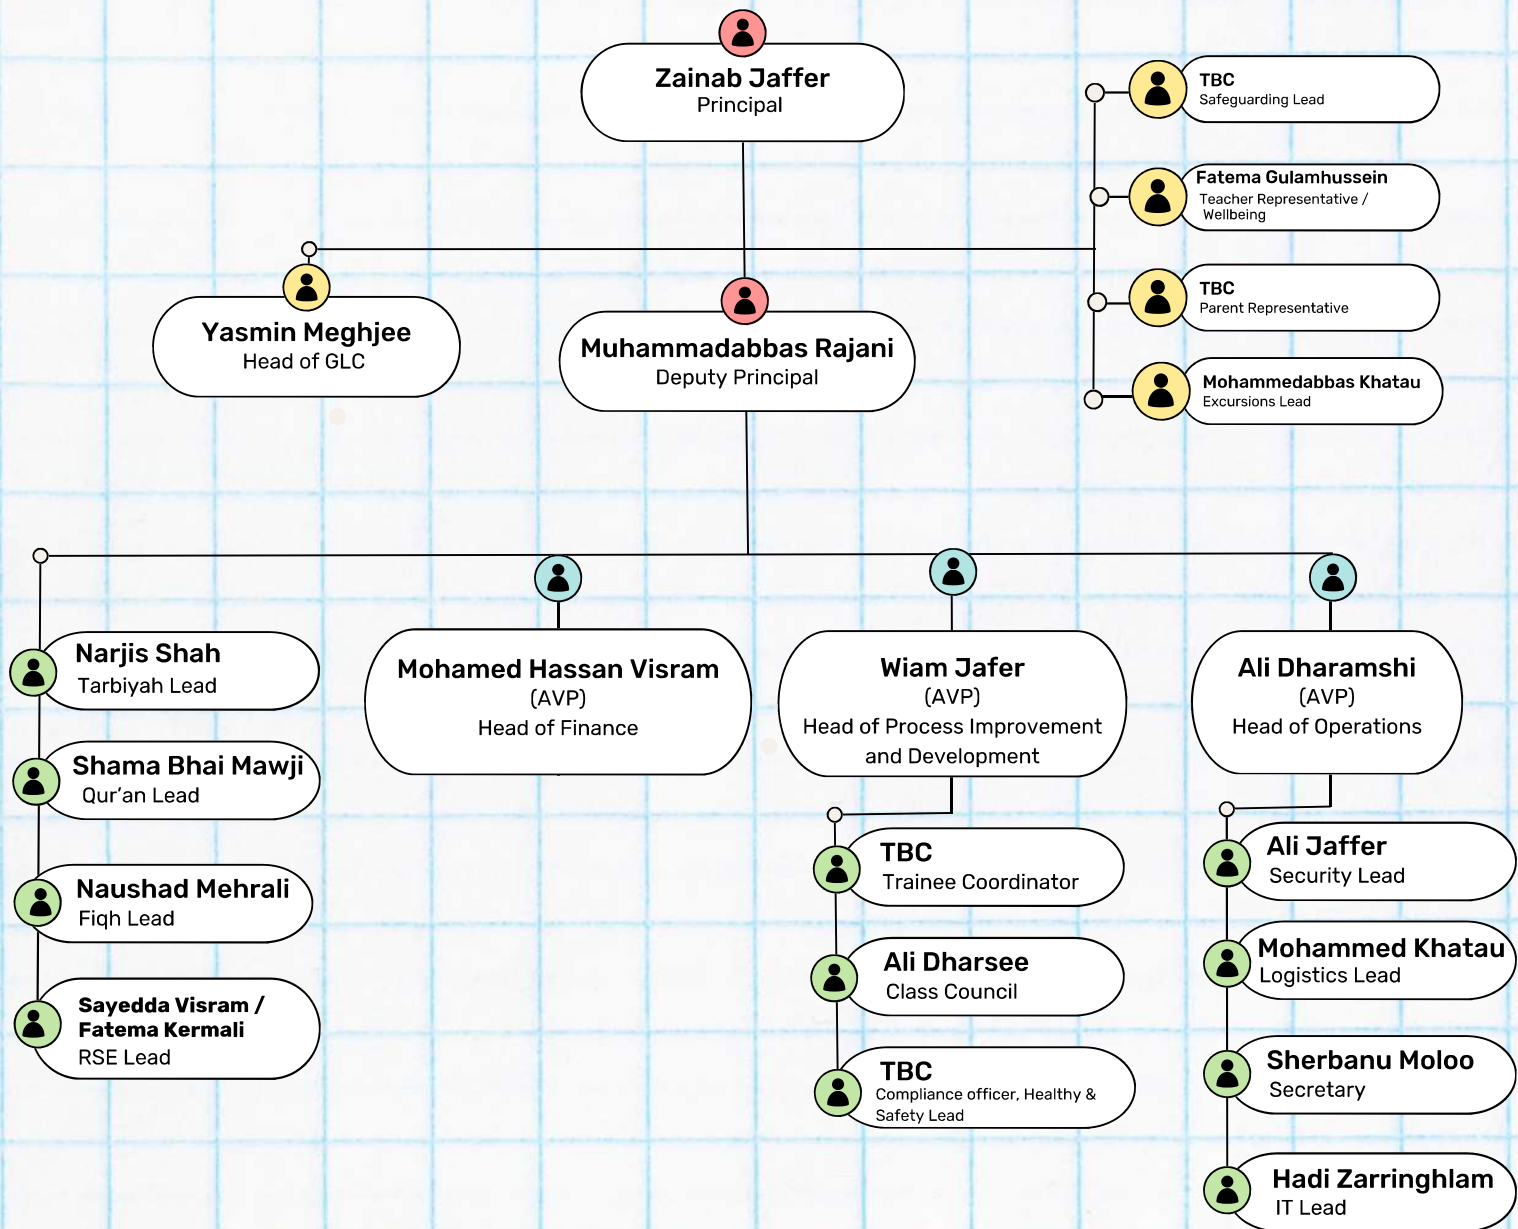 Zainab Jaffer
Principal
TBC
Safeguarding Lead
Fatema Gulamhussein
Teacher Representative /
Wellbeing
TBC
Parent Representative
Mohammedabbas Khatau
Excursions Lead
Yasmin Meghjee
Head of GLC
Muhammadabbas Rajani
Deputy Principal
Narjis Shah
Tarbiyah Lead
Shama Bhai Mawji
Qur’an Lead
Naushad Mehrali
Fiqh Lead
Sayedda Visram /
Fatema Kermali
RSE Lead
Mohamed Hassan Visram
(AVP)
Head of Finance
Wiam Jafer
(AVP)
Head of Process Improvement
and Development
TBC
Trainee Coordinator
Ali Dharsee
Class Council
TBC
Compliance officer, Healthy &
Safety Lead
Ali Dharamshi
(AVP)
Head of Operations
Ali Jaffer
Security Lead
Mohammed Khatau
Logistics Lead
Sherbanu Moloo
Secretary
Hadi Zarringhlam
IT Lead